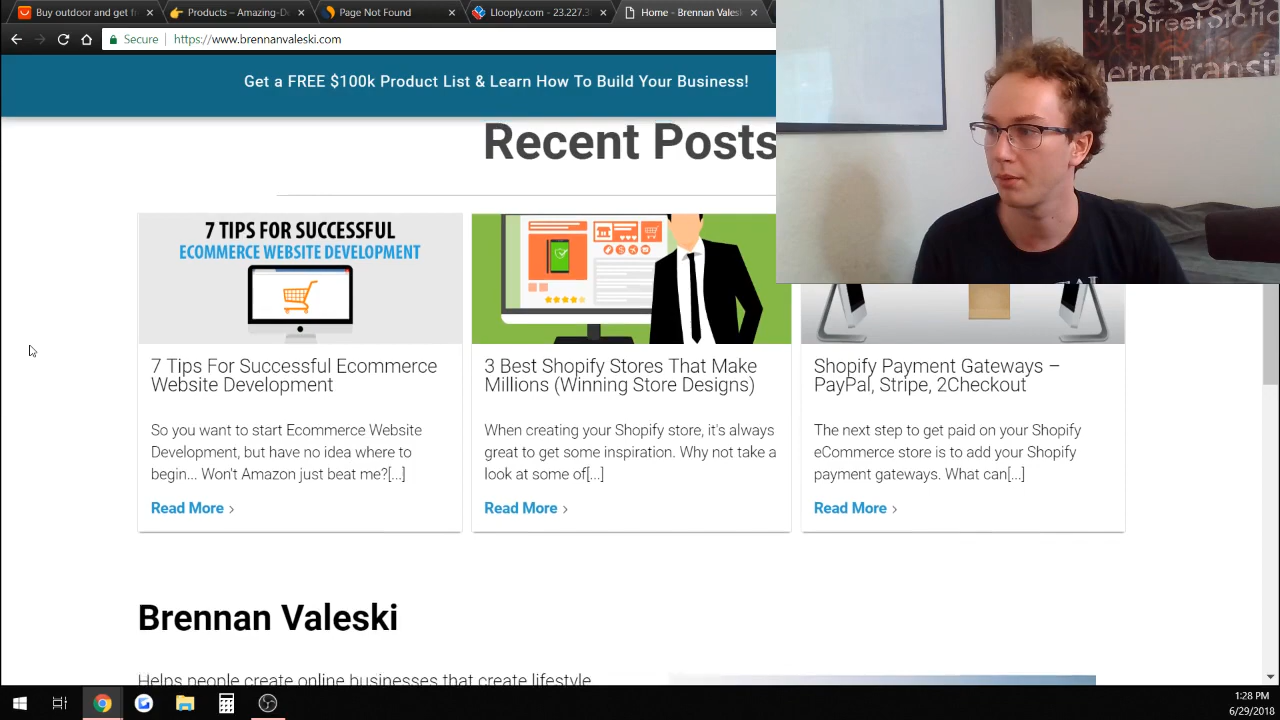 Buy outdoor and get f
Products – Amazing-D
Page Not Found
Llooply.com - 23.227.3
Home - Brennan Valesk
Secure
https://www.brennanvaleski.com
Get a FREE $100k Product List & Learn How To Build Your Business!
Recent Posts
42 Street Stati
MetroTransit
7 TIPS FOR SUCCESSFUL
ECOMMERCE WEBSITE DEVELOPMENT
7 Tips For Successful Ecommerce
Website Development
So you want to start Ecommerce Website
Development, but have no idea where to
begin... Won't Amazon just beat me?[...]
Read More
3 Best Shopify Stores That Make
Millions (Winning Store Designs)
When creating your Shopify store, it's always
great to get some inspiration. Why not take a
look at some of[...]
Read More
Shopify Payment Gateways –
PayPal, Stripe, 2Checkout
The next step to get paid on your Shopify
eCommerce store is to add your Shopify
payment gateways. What can[...]
Read More
Brennan Valeski
Helps people create online businesses that create lifestyle
1:28 PM
6/29/2018